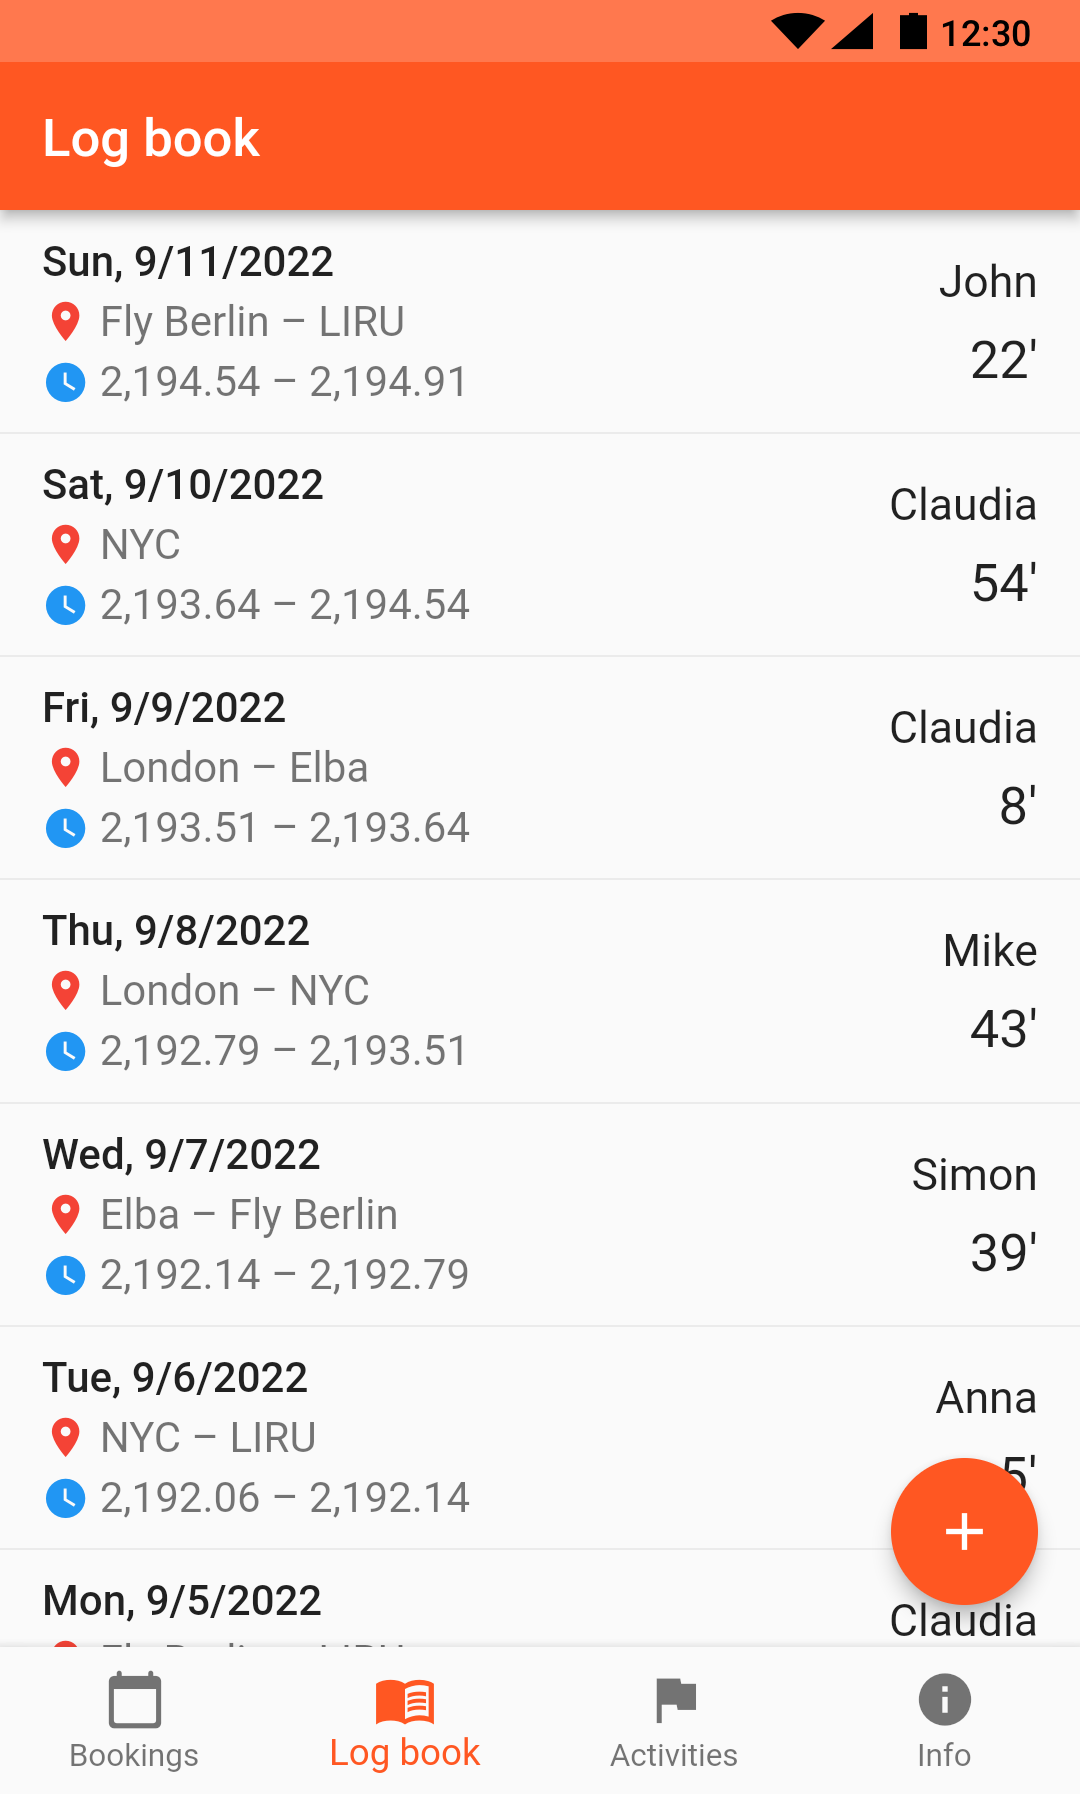 12:30
Log book
Sun, 9/11/2022
John
Fly Berlin – LIRU
22'
2,194.54 – 2,194.91
Sat, 9/10/2022
Claudia
NYC
54'
2,193.64 – 2,194.54
Fri, 9/9/2022
Claudia
London – Elba
8'
2,193.51 – 2,193.64
Thu, 9/8/2022
Mike
London – NYC
43'
2,192.79 – 2,193.51
Wed, 9/7/2022
Simon
Elba – Fly Berlin
39'
2,192.14 – 2,192.79
Tue, 9/6/2022
Anna
NYC – LIRU
5'
2,192.06 – 2,192.14
Mon, 9/5/2022
Claudia
Bookings
Log book
Activities
Info